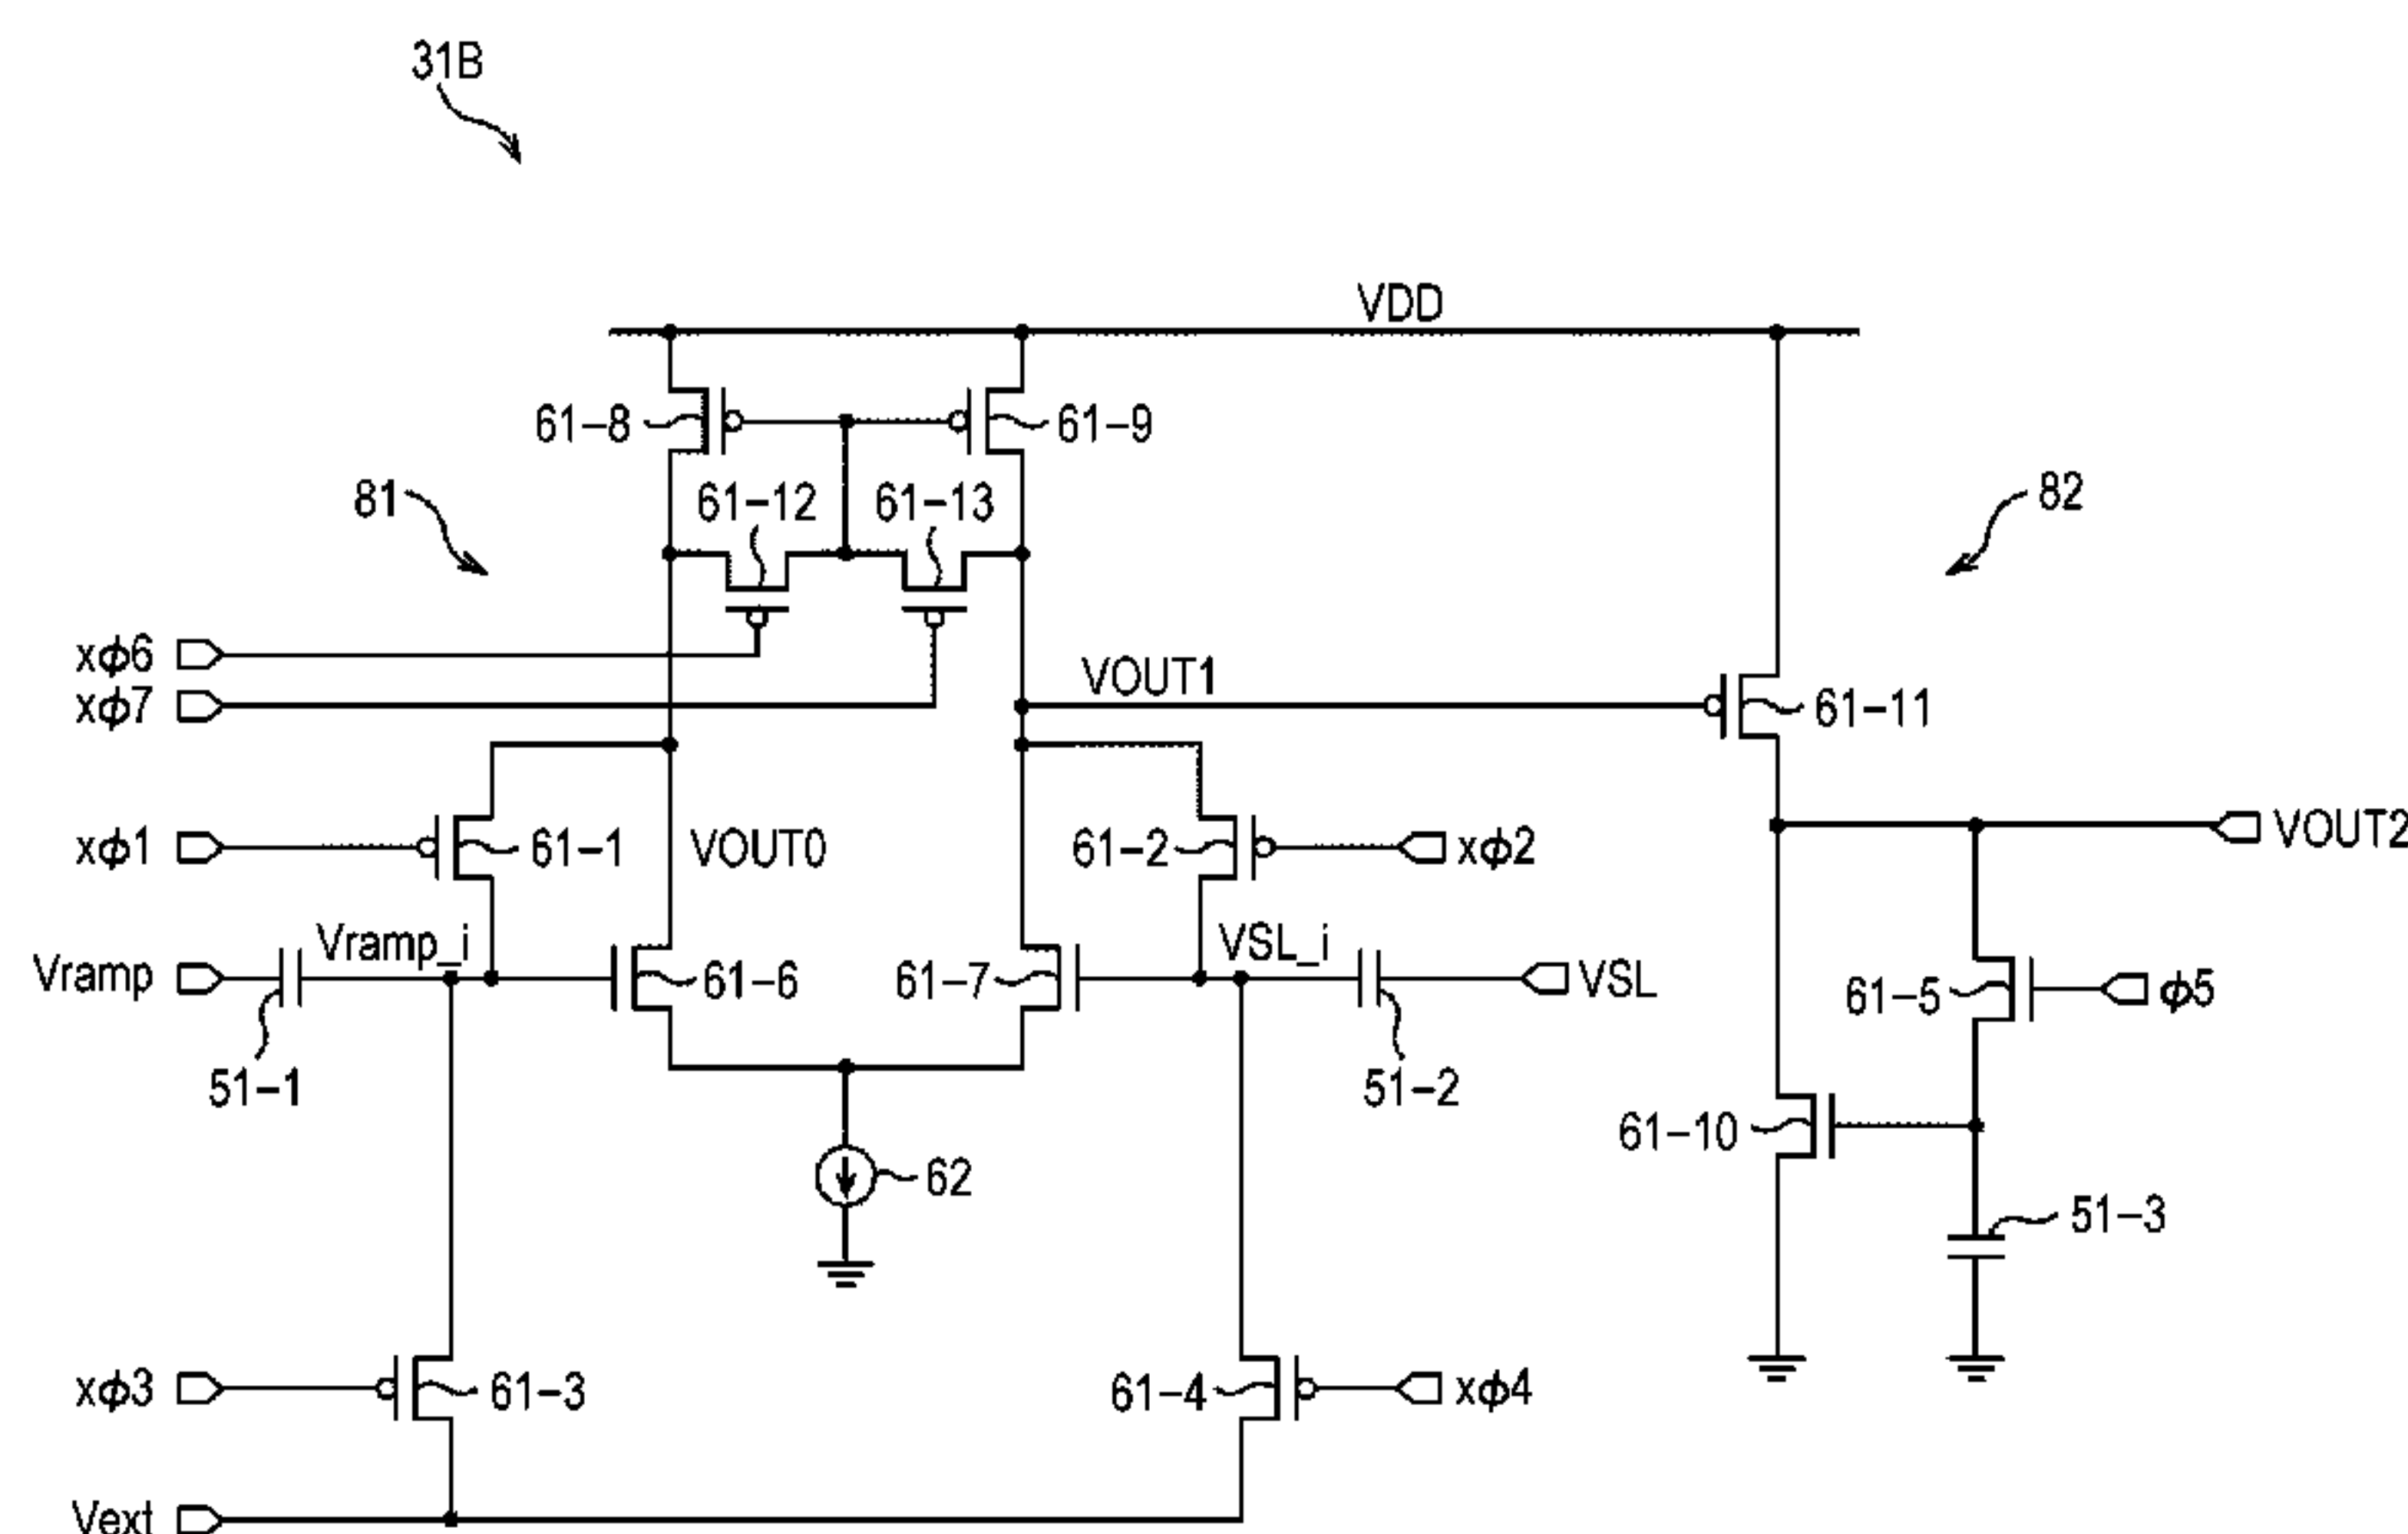 31B
VDD
61-8
61-9
81
61-12
61-13
82
xϕ6
xϕ7
VOUT1
61-11
xϕ1
61-1
VOUT0
61-2
xϕ2
VOUT2
Vramp
Vramp_i
61-6
61-7
VSL_i
VSL
61-5
ϕ5
51-1
51-2
61-10
62
51-3
xϕ3
61-3
61-4
xϕ4
Vext